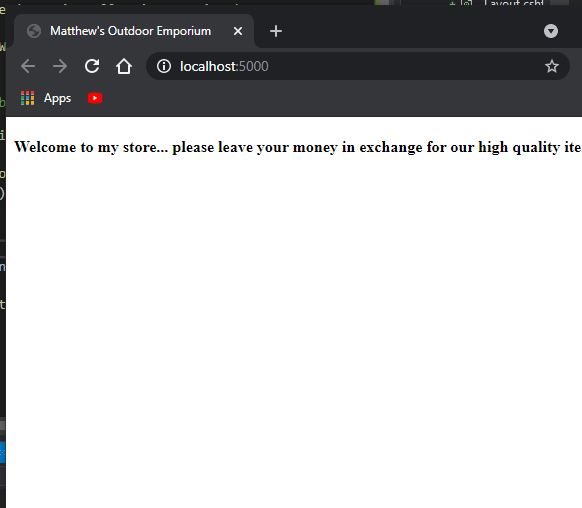 Layout.cshtml
Matthew's Outdoor Emporium
localhost:5000
Apps
Welcome to my store... please leave your money in exchange for our high quality ite